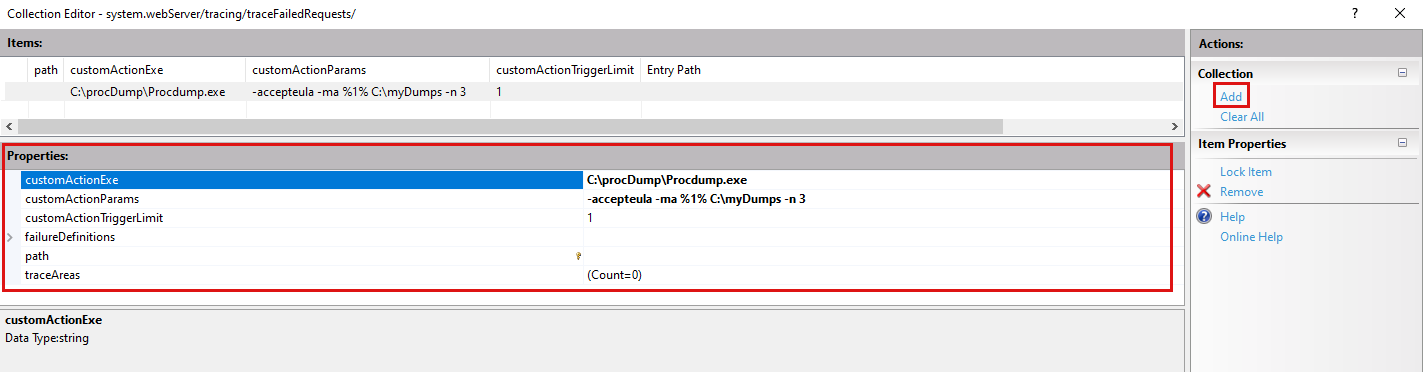 Collection Editor - system.webServer/tracing/traceFailedRequests/
?
Items:
Actions:
path customActionExe customActionParams customActionTriggerLimit Entry Path
C:\procDump\Procdump.exe -accepteula -ma %1% C:\myDumps -n 3 1
Collection
Add
Clear All
Properties:
Item Properties
customActionExe C:\procDump\Procdump.exe
Lock Item
customActionParams -accepteula -ma %1% C:\myDumps -n 3
Remove
customActionTriggerLimit 1
? Help
failureDefinitions
Online Help
path
traceAreas (Count=0)
customActionExe
Data Type:string